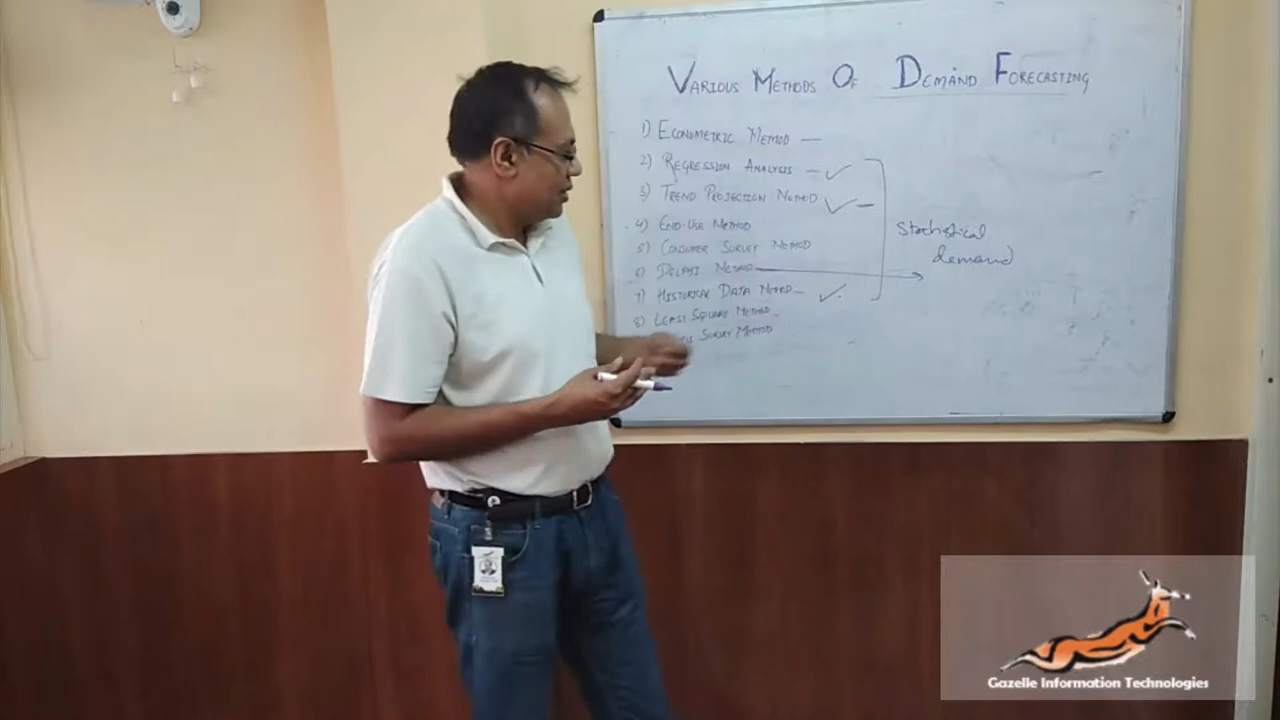 VARIOUS METHODS OF DEMAND FORECASTING
1) ECONOMETRIC METHOD —
2) REGRESSION ANALYSIS — ✓
3) TREND PROJECTION METHOD ✓ —
4) END-USE METHOD
5) CONSUMER SURVEY METHOD
6) DELPHI METHOD
7) HISTORICAL DATA METHOD — ✓
8) LEAST SQUARE METHOD
SURVEY METHOD
Statistical
demand
Gazelle Information Technologies